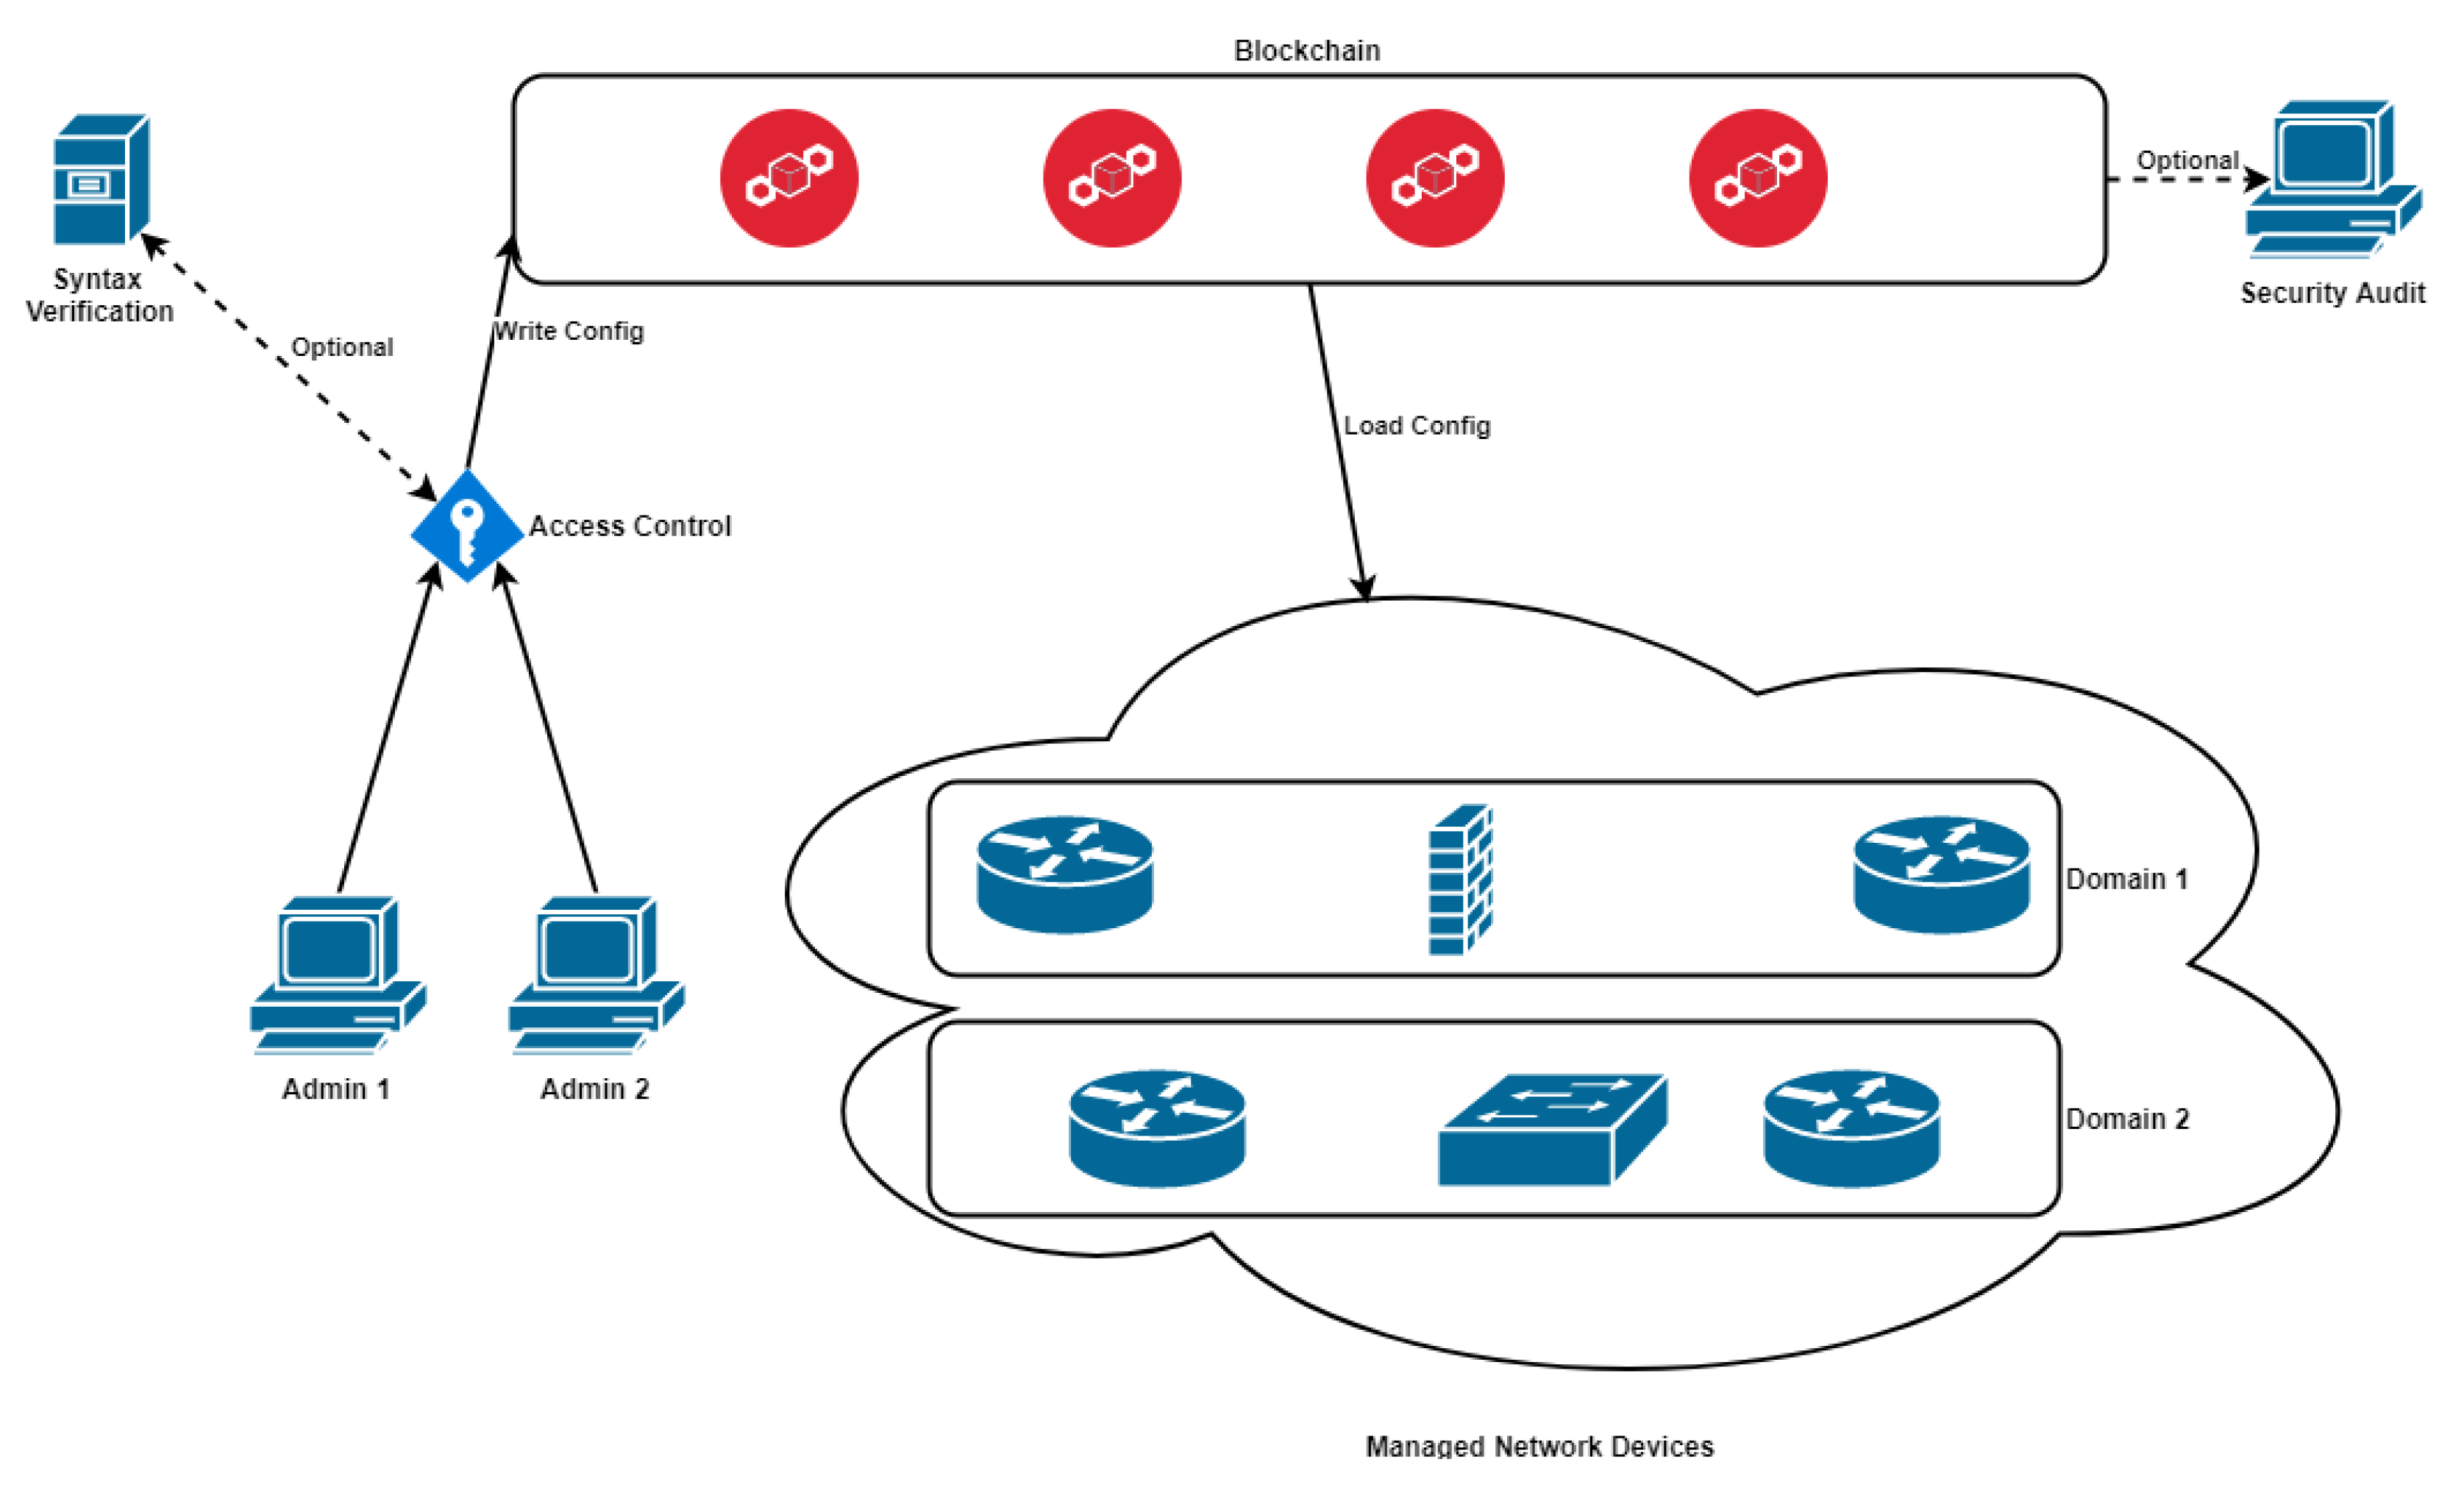 Blockchain
Optional
Syntax
Verification
Security Audit
Write Config
Optional
Load Config
Access Control
Domain 1
Admin 1
Admin 2
Domain 2
Managed Network Devices